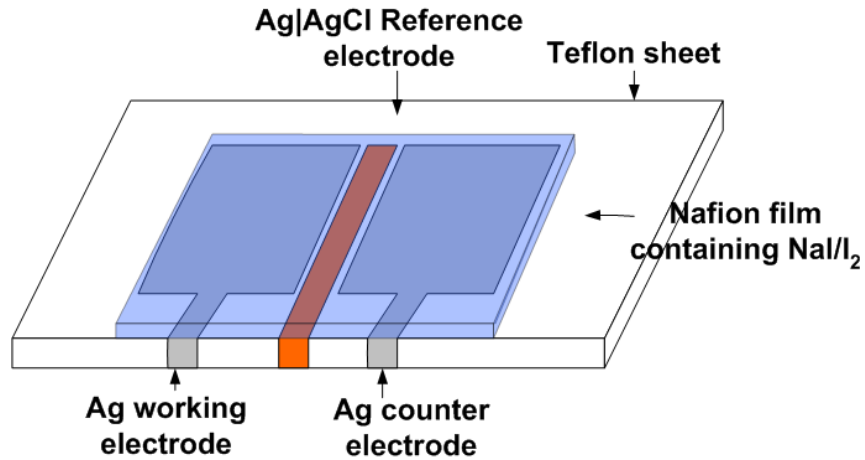 Ag|AgCl Reference
electrode
Teflon sheet
Nafion film
containing NaI/I₂
Ag working
electrode
Ag counter
electrode